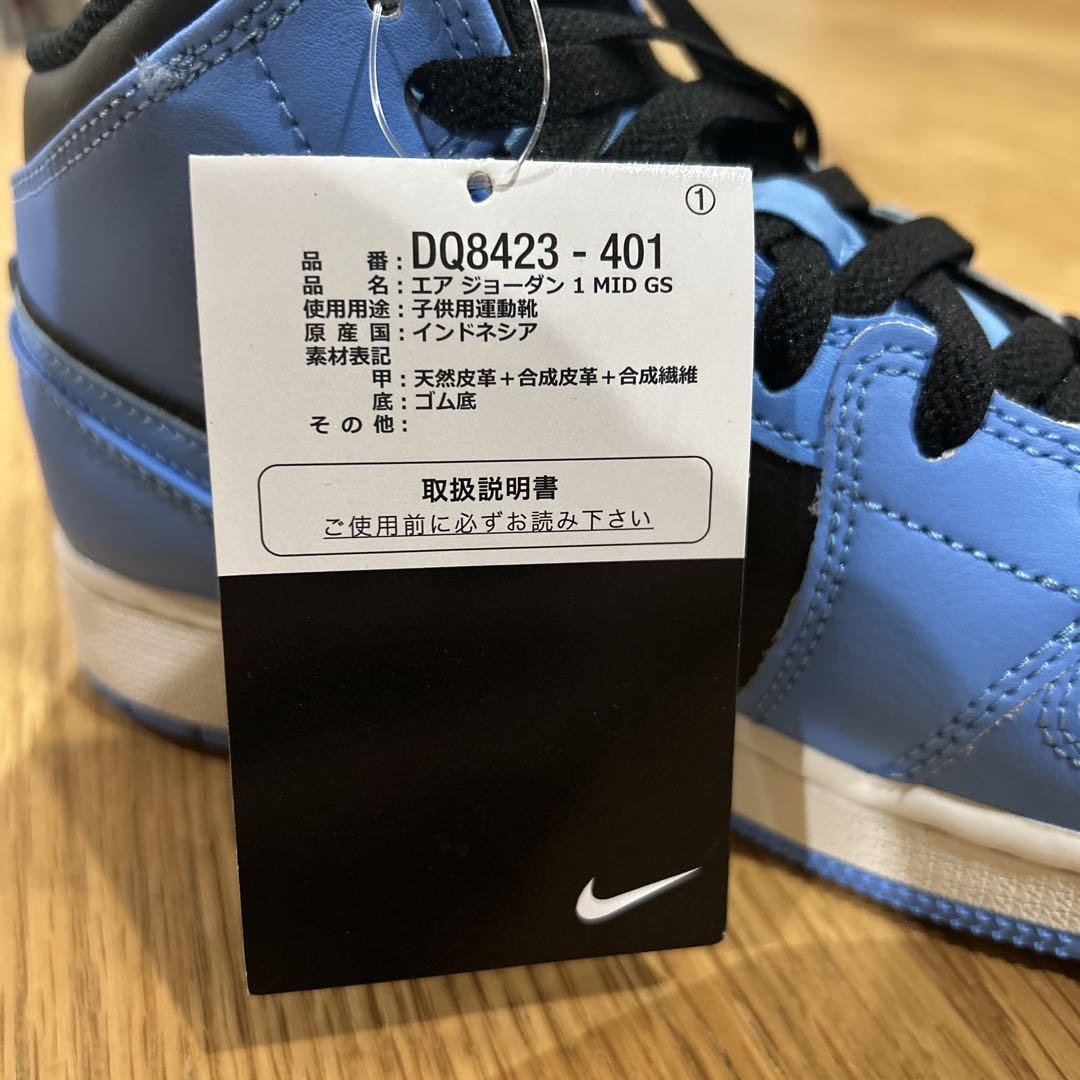 ①
品番：DQ8423 - 401
品名：エア ジョーダン 1 MID GS
使用用途：子供用運動靴
原産国：インドネシア
素材表記
甲：天然皮革＋合成皮革＋合成繊維
底：ゴム底
その他：
取扱説明書
ご使用前に必ずお読み下さい